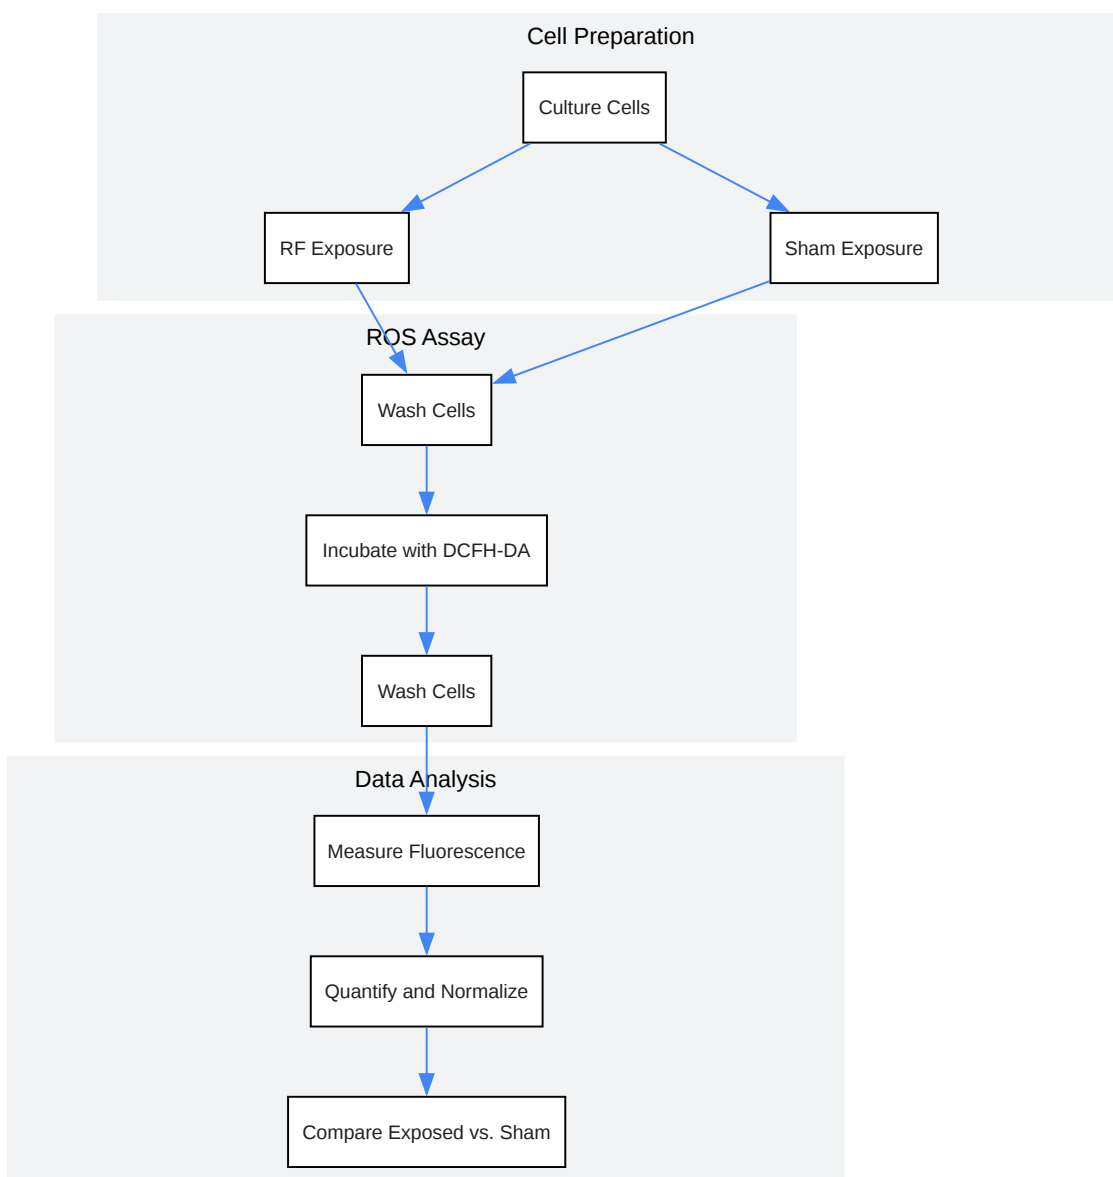 Cell Preparation
Culture Cells
RF Exposure
Sham Exposure
ROS Assay
Wash Cells
Incubate with DCFH-DA
Wash Cells
Data Analysis
Measure Fluorescence
Quantify and Normalize
Compare Exposed vs. Sham